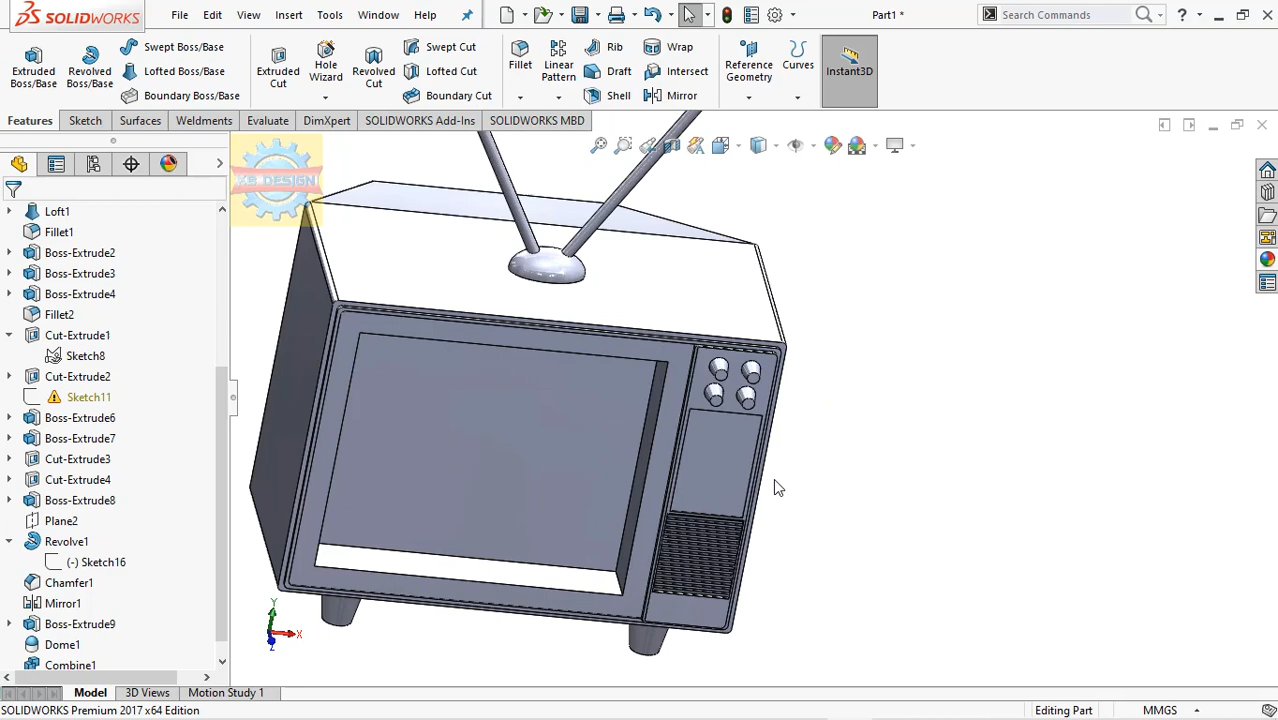 SOLIDWORKS
File
Edit
View
Insert
Tools
Window
Help
Part1 *
Search Commands
?
Extruded Boss/Base
Revolved Boss/Base
Swept Boss/Base
Lofted Boss/Base
Boundary Boss/Base
Extruded Cut
Hole Wizard
Revolved Cut
Swept Cut
Lofted Cut
Boundary Cut
Fillet
Linear Pattern
Rib
Draft
Shell
Wrap
Intersect
Mirror
Reference Geometry
Curves
Instant3D
Features
Sketch
Surfaces
Weldments
Evaluate
DimXpert
SOLIDWORKS Add-Ins
SOLIDWORKS MBD
KB DESIGN
Loft1
Fillet1
Boss-Extrude2
Boss-Extrude3
Boss-Extrude4
Fillet2
Cut-Extrude1
Sketch8
Cut-Extrude2
Sketch11
Boss-Extrude6
Boss-Extrude7
Cut-Extrude3
Cut-Extrude4
Boss-Extrude8
Plane2
Revolve1
(-) Sketch16
Chamfer1
Mirror1
Boss-Extrude9
Dome1
Combine1
Y
X
Z
Model
3D Views
Motion Study 1
SOLIDWORKS Premium 2017 x64 Edition
Editing Part
MMGS